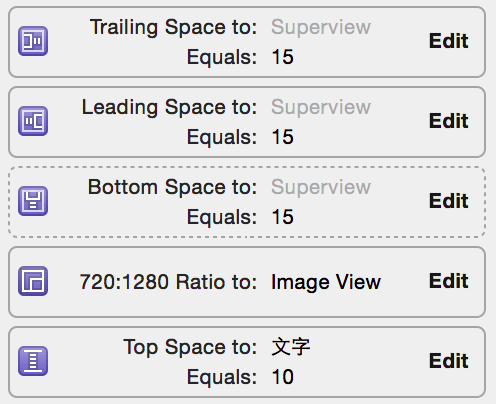 Trailing Space to: Superview Edit
Equals: 15
Leading Space to: Superview Edit
Equals: 15
Bottom Space to: Superview Edit
Equals: 15
720:1280 Ratio to: Image View Edit
Top Space to: 文字 Edit
Equals: 10